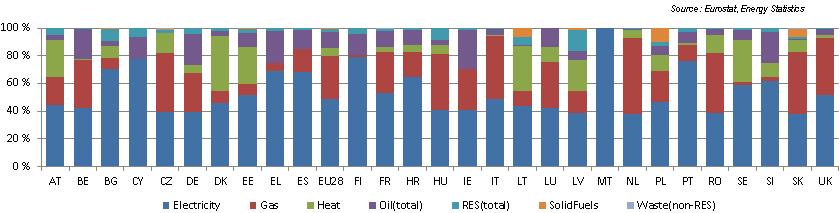 Source: Eurostat, Energy Statistics
100 %
80 %
60 %
40 %
20 %
0 %
AT BE BG CY CZ DE DK EE EL ES EU28 FI FR HR HU IE IT LT LU LV MT NL PL PT RO SE SI SK UK
Electricity Gas Heat Oil(total) RES(total) SolidFuels Waste(non-RES)